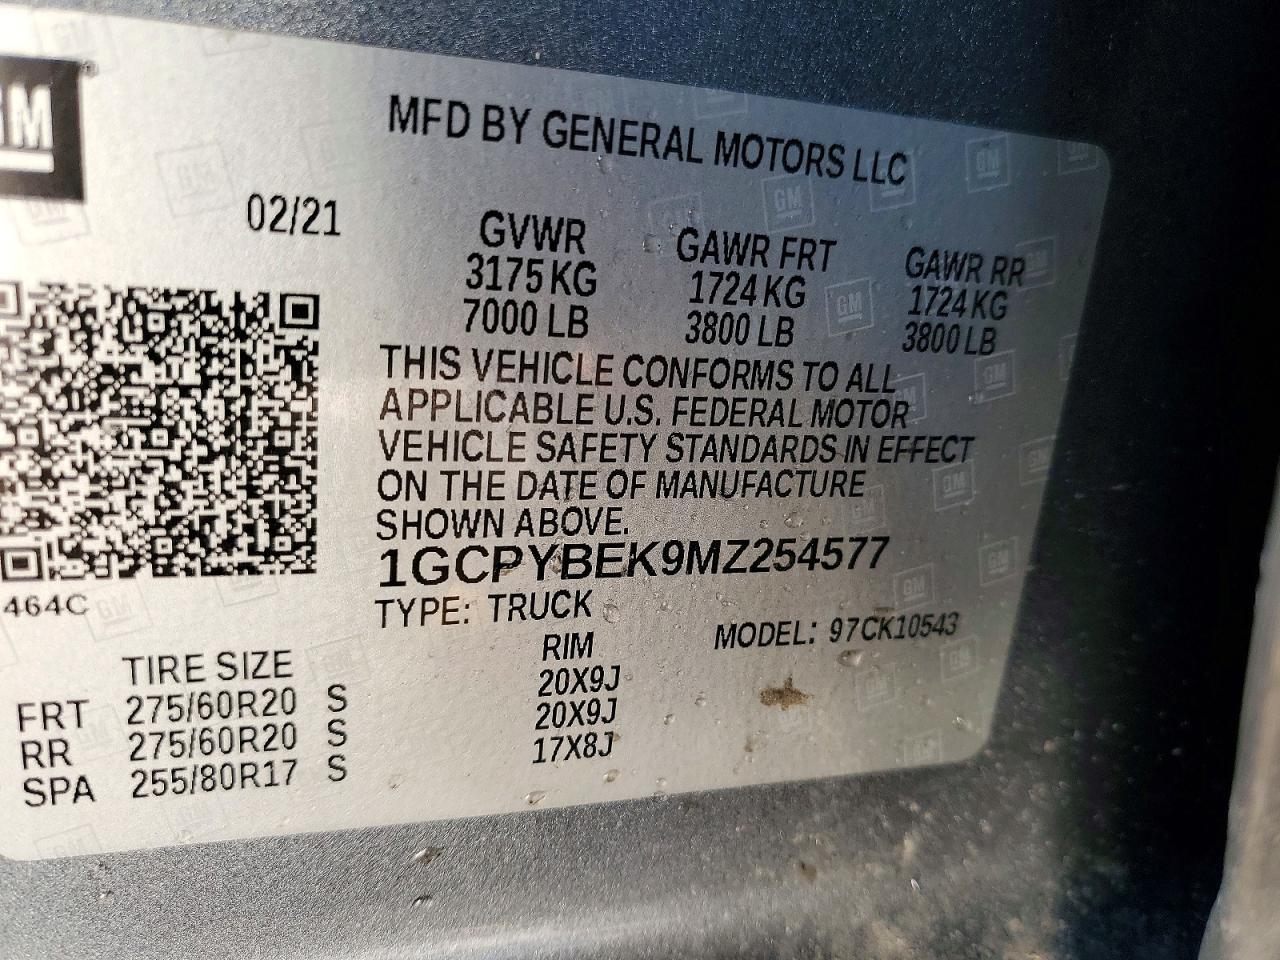 GM
MFD BY GENERAL MOTORS LLC
02/21
GVWR GAWR FRT GAWR RR
3175 KG 1724 KG 1724 KG
7000 LB 3800 LB 3800 LB
THIS VEHICLE CONFORMS TO ALL
APPLICABLE U.S. FEDERAL MOTOR
VEHICLE SAFETY STANDARDS IN EFFECT
ON THE DATE OF MANUFACTURE
SHOWN ABOVE.
1GCPYBEK9MZ254577
464C
TYPE: TRUCK MODEL: 97CK10543
TIRE SIZE RIM
FRT 275/60R20 S 20X9J
RR 275/60R20 S 20X9J
SPA 255/80R17 S 17X8J